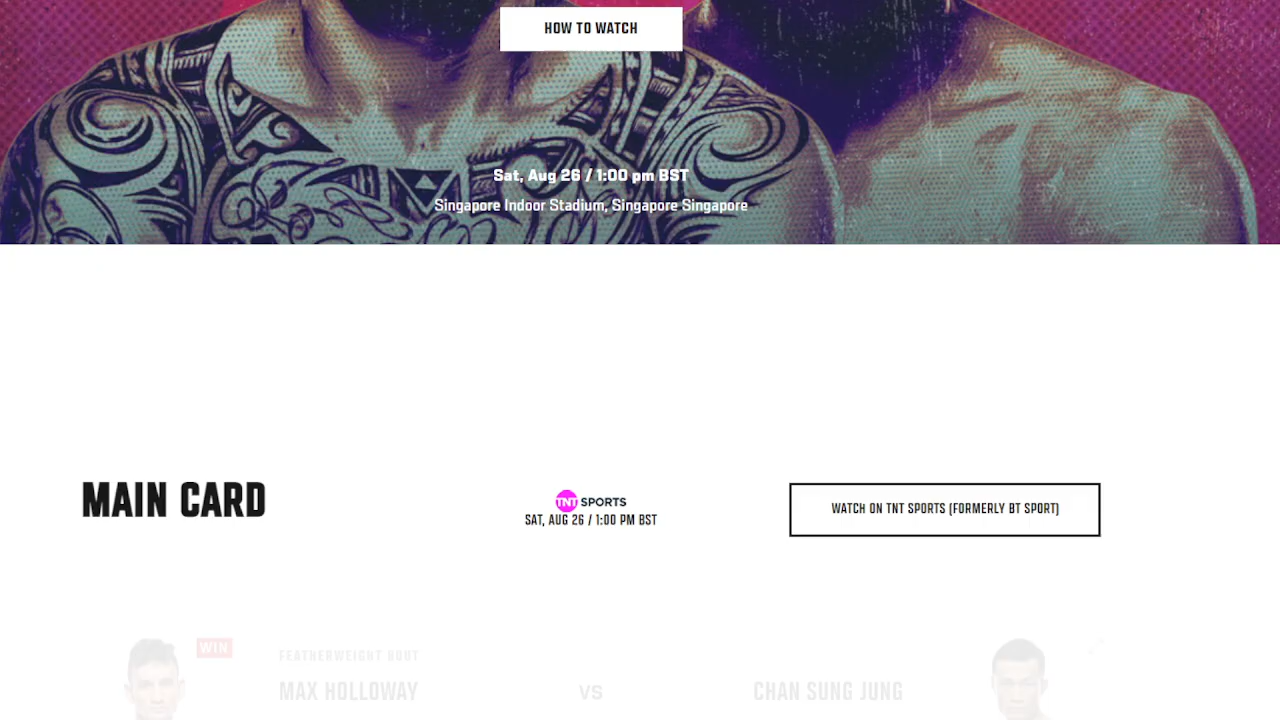 HOW TO WATCH
Sat, Aug 26 / 1:00 pm BST
Singapore Indoor Stadium, Singapore Singapore
MAIN CARD
TNT SPORTS
SAT, AUG 26 / 1:00 PM BST
WATCH ON TNT SPORTS (FORMERLY BT SPORT)
WIN
FEATHERWEIGHT BOUT
MAX HOLLOWAY
VS
CHAN SUNG JUNG